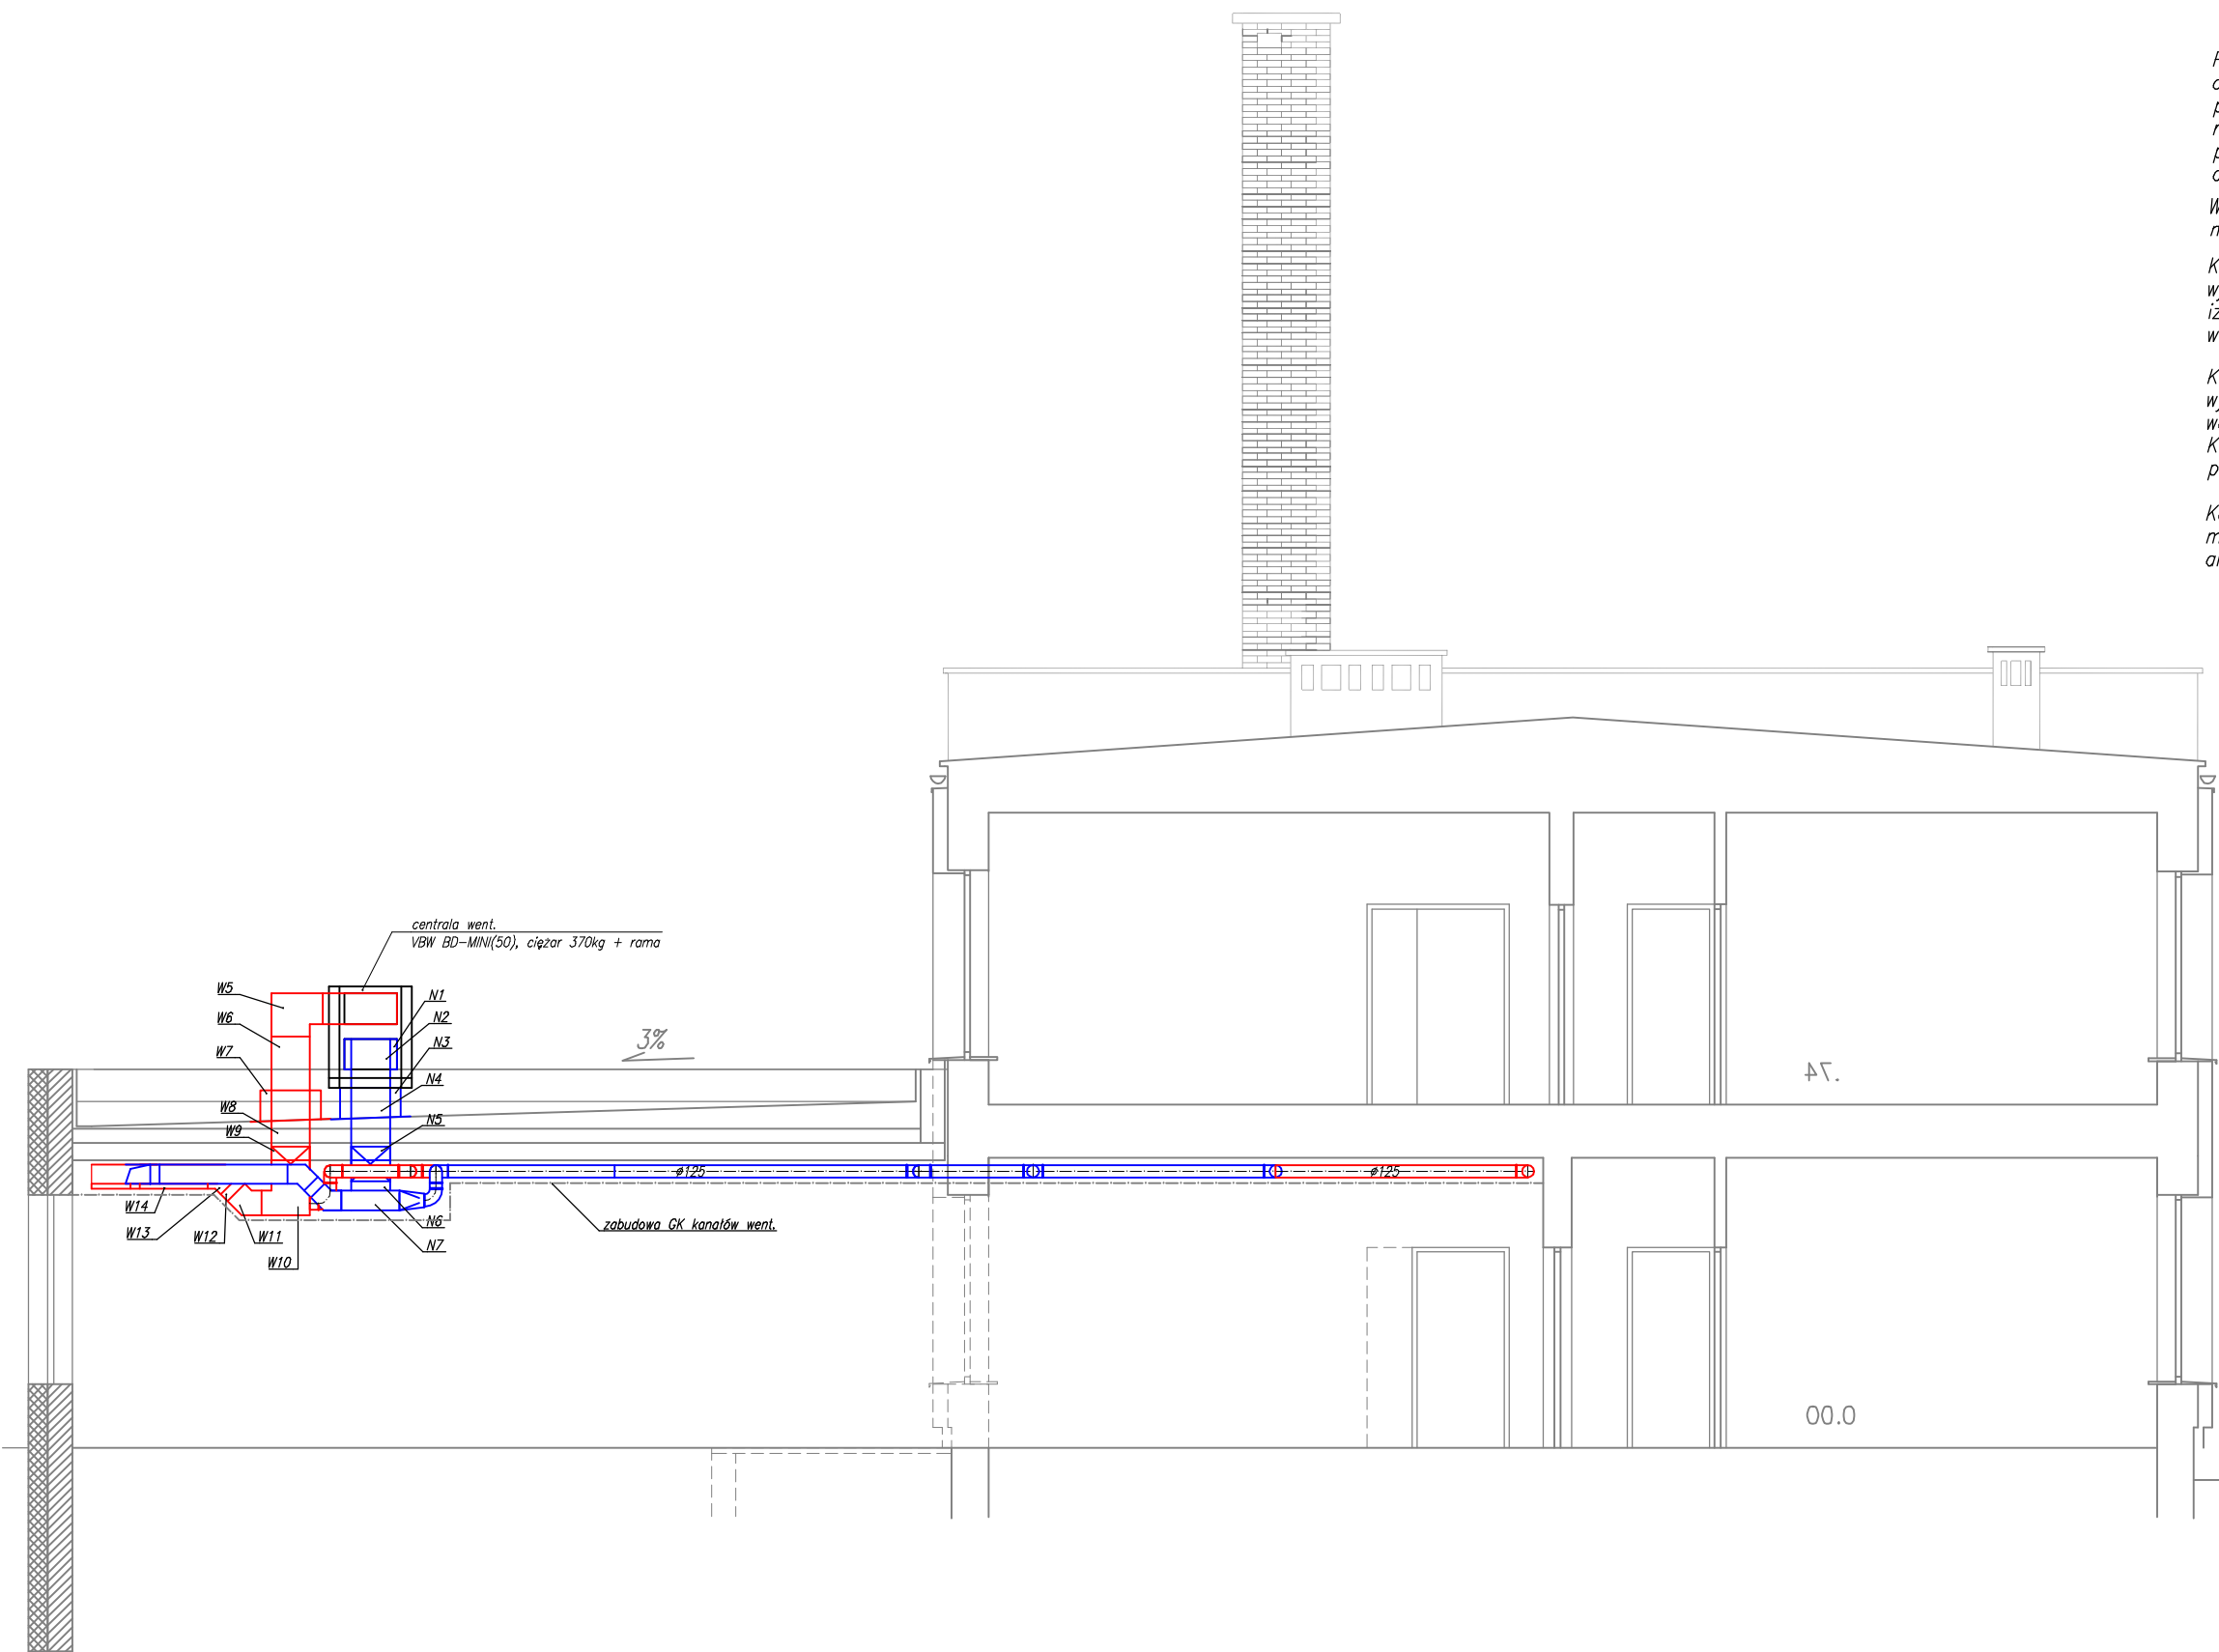 centrala went.
VBW BD-MINI(50), ciężar 370kg + rama
W5
N1
W6
N2
3%
N3
W7
.74
N4
W8
N5
W9
ø125
ø125
W14
N6
zabudowa GK kanałów went.
W13
W12
W11
N7
W10
0.00